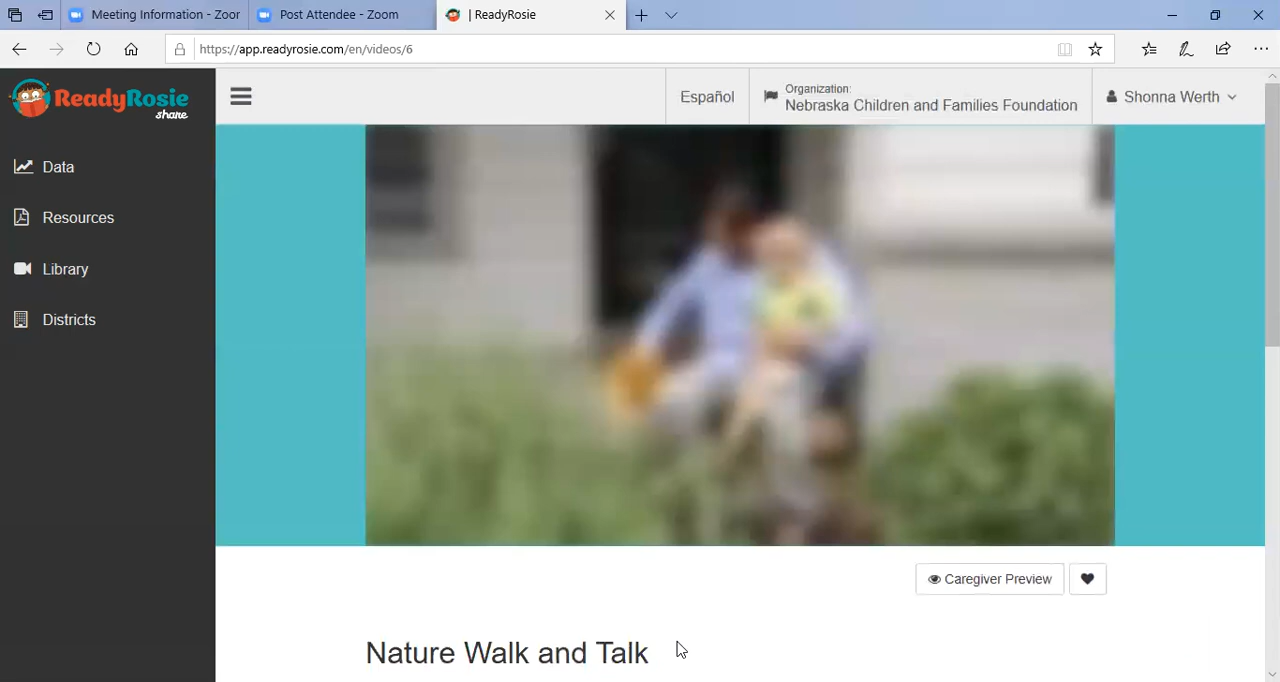 Meeting Information - Zoor
Post Attendee - Zoom
| ReadyRosie
https://app.readyrosie.com/en/videos/6
ReadyRosie
share
Español
Organization:
Nebraska Children and Families Foundation
Shonna Werth
Data
Resources
Library
Districts
Caregiver Preview
Nature Walk and Talk